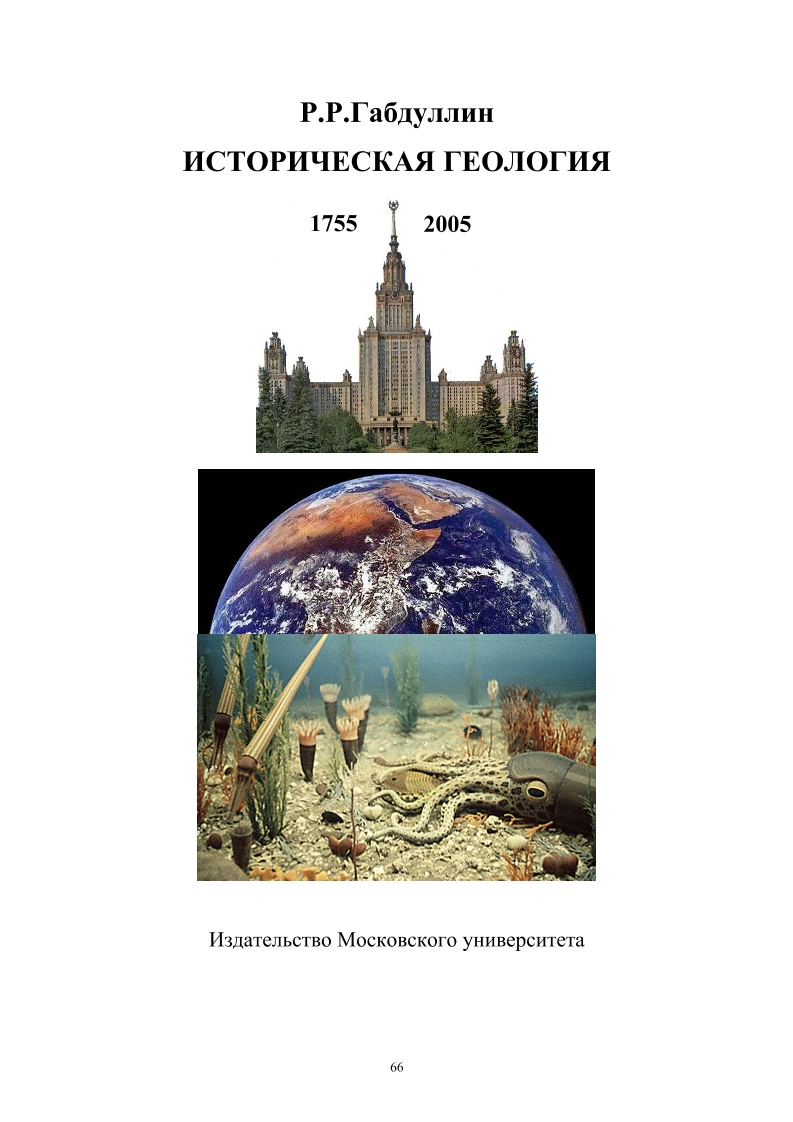 Р.Р.Габдуллин
ИСТОРИЧЕСКАЯ ГЕОЛОГИЯ
1755 2005
Издательство Московского университета
66